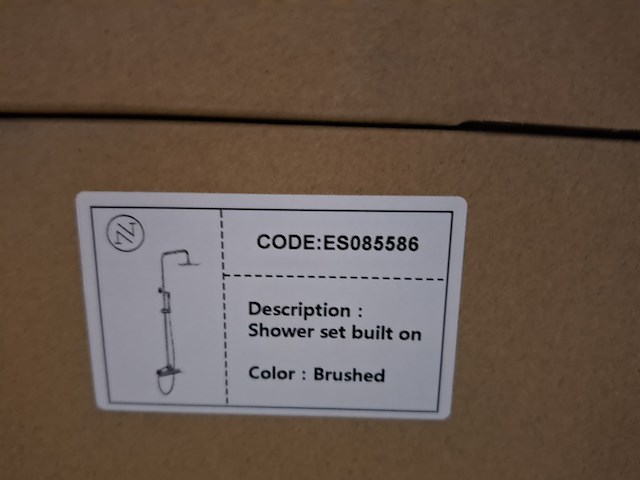 CODE:ES085586
Description :
Shower set built on
Color : Brushed